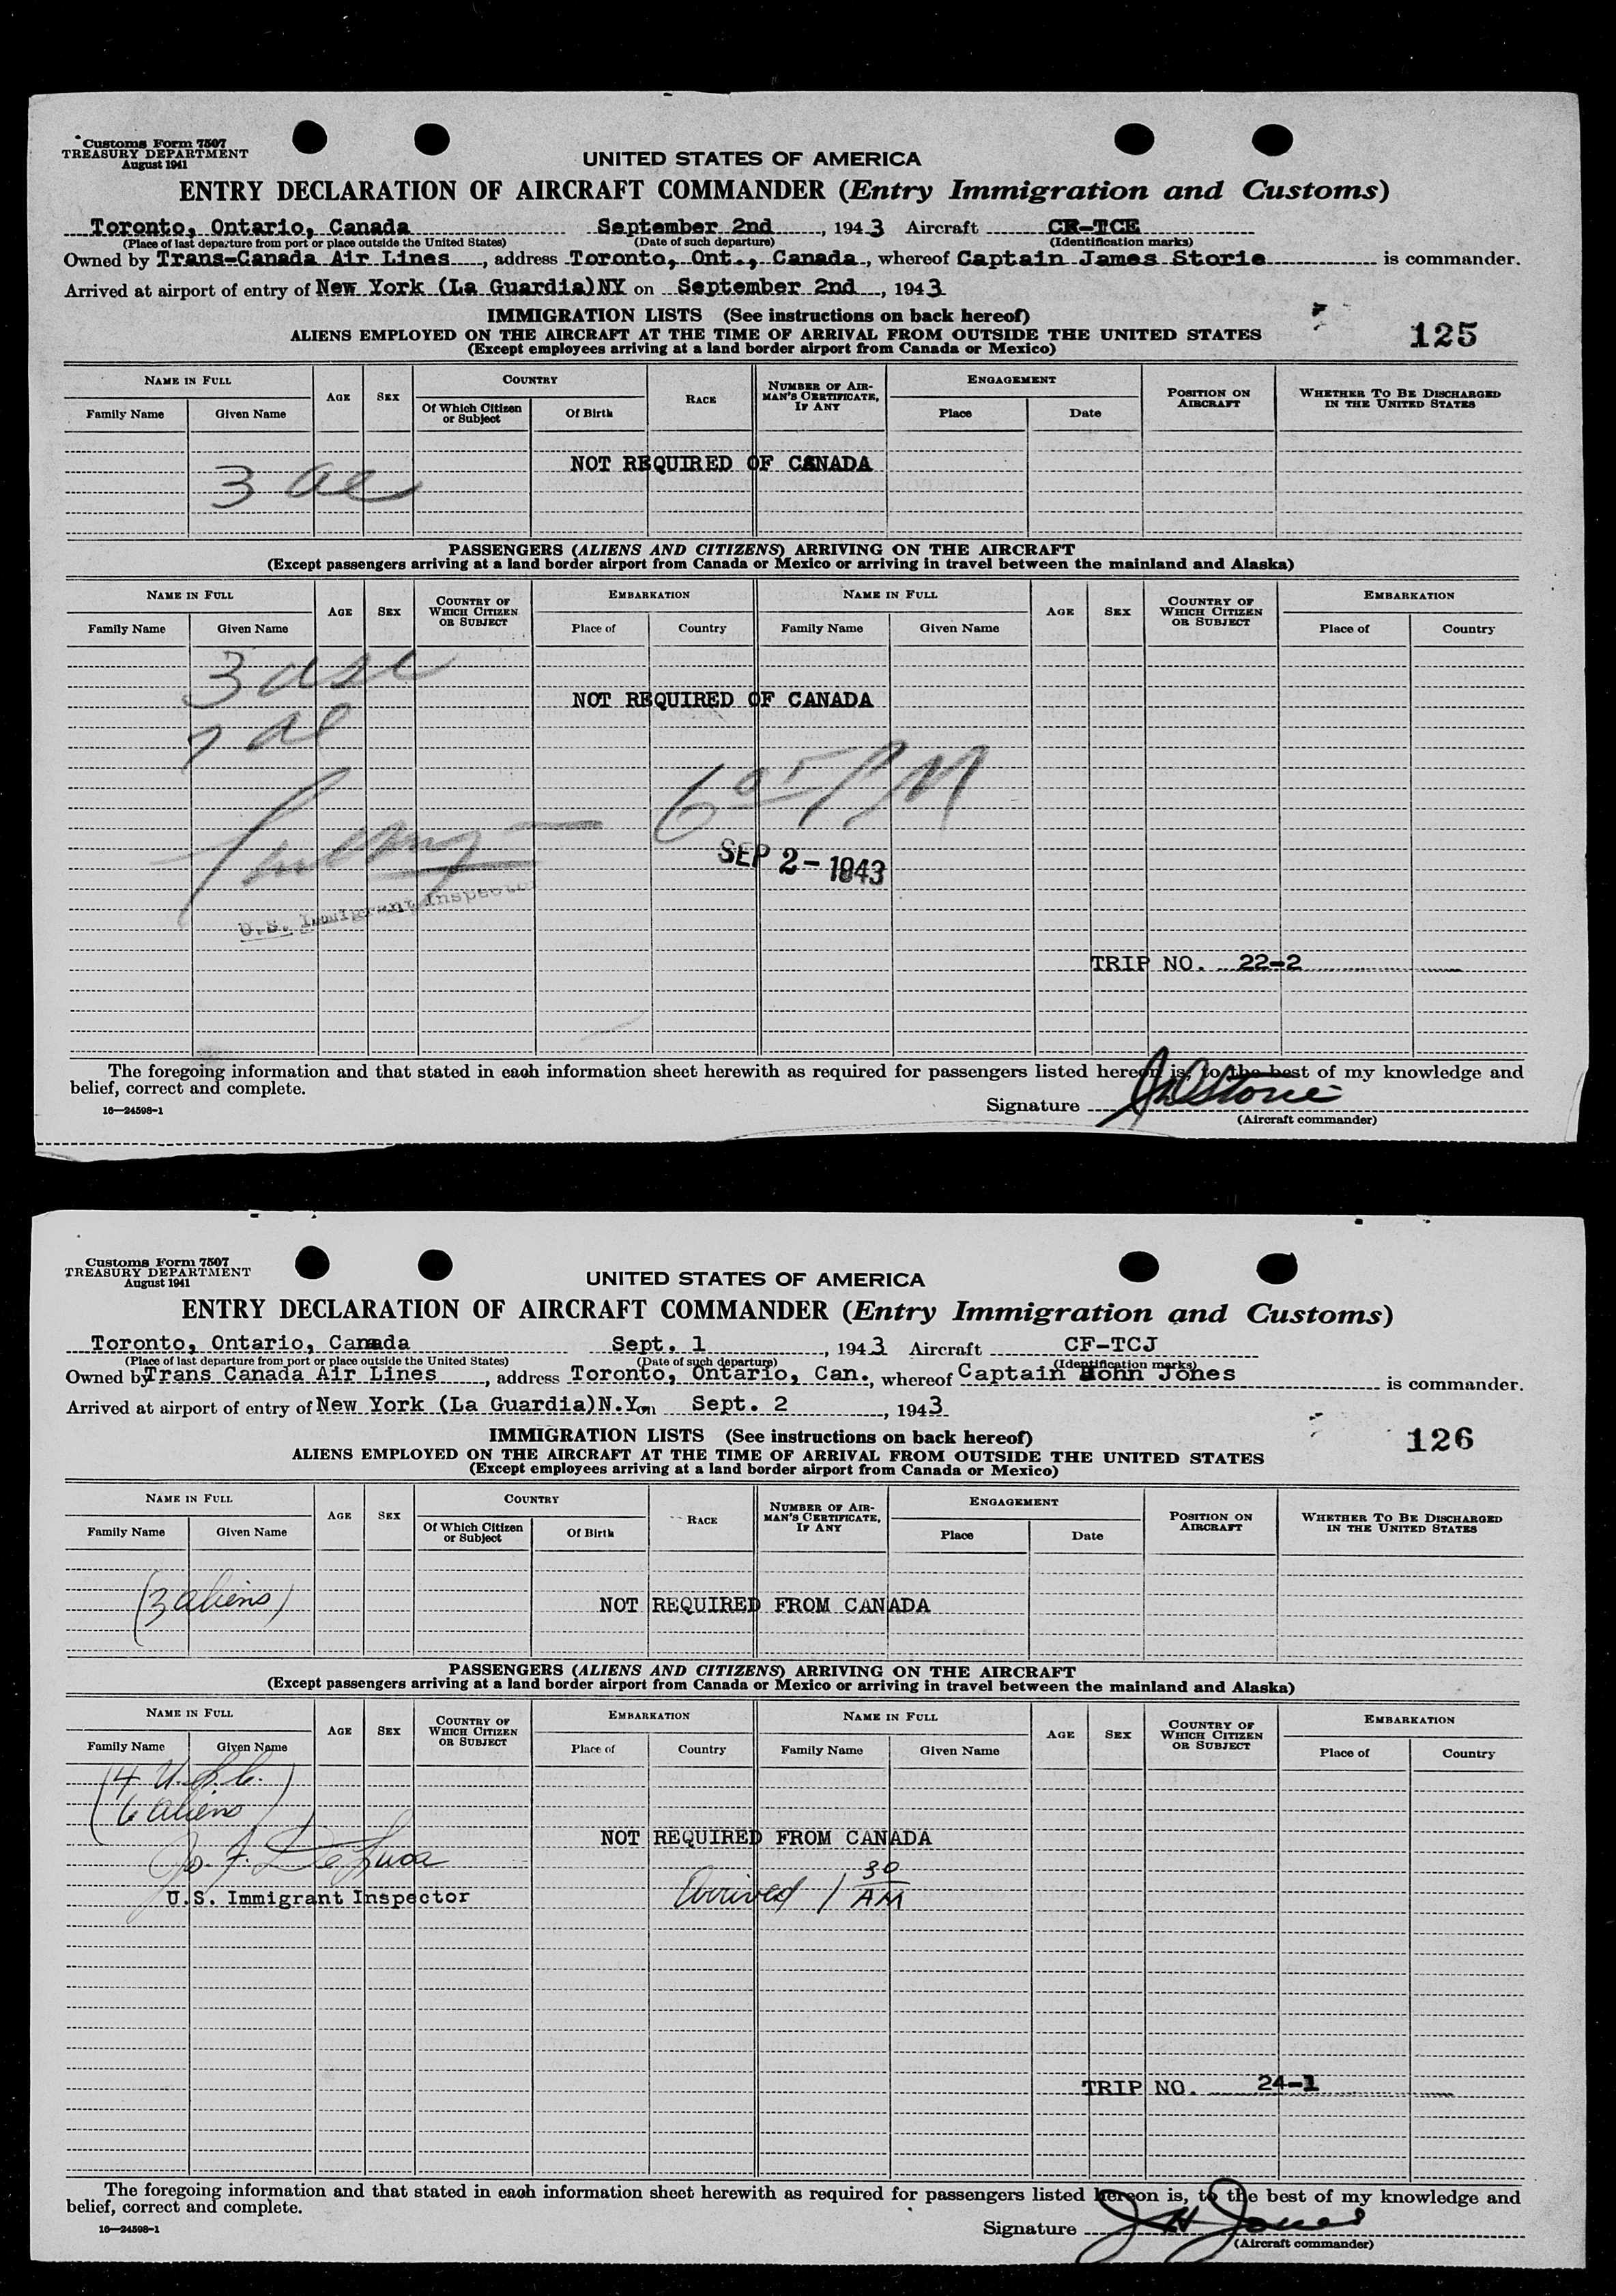 Customs Form 7507
TREASURY DEPARTMENT
August 1941
UNITED STATES OF AMERICA
ENTRY DECLARATION OF AIRCRAFT COMMANDER (Entry Immigration and Customs)
Toronto, Ontario, Canada September 2nd, 1943 Aircraft CF-TCE
(Place of last departure from port or place outside the United States) (Date of such departure) (Identification marks)
Owned by Trans-Canada Air Lines, address Toronto, Ont., Canada, whereof Captain James Storie is commander.
Arrived at airport of entry of New York (La Guardia)NY on September 2nd, 1943
IMMIGRATION LISTS (See instructions on back hereof)
ALIENS EMPLOYED ON THE AIRCRAFT AT THE TIME OF ARRIVAL FROM OUTSIDE THE UNITED STATES
(Except employees arriving at a land border airport from Canada or Mexico)
125
NAME IN FULL AGE SEX COUNTRY RACE NUMBER OF AIRMAN'S CERTIFICATE, IF ANY ENGAGEMENT POSITION ON AIRCRAFT WHETHER TO BE DISCHARGED IN THE UNITED STATES
Family Name Given Name Of Which Citizen or Subject Of Birth Place Date
NOT REQUIRED OF CANADA
3 ae
PASSENGERS (ALIENS AND CITIZENS) ARRIVING ON THE AIRCRAFT
(Except passengers arriving at a land border airport from Canada or Mexico or arriving in travel between the mainland and Alaska)
NAME IN FULL AGE SEX COUNTRY OF WHICH CITIZEN OR SUBJECT EMBARKATION NAME IN FULL AGE SEX COUNTRY OF WHICH CITIZEN OR SUBJECT EMBARKATION
Family Name Given Name Place of Country Family Name Given Name Place of Country
3 usc
NOT REQUIRED OF CANADA
7 ae
6 05 PM
SEP 2-1943
U.S. Immigrant Inspector
TRIP NO. 22-2
The foregoing information and that stated in each information sheet herewith as required for passengers listed hereon is, to the best of my knowledge and
belief, correct and complete.
16—24598-1
Signature Storie
(Aircraft commander)
Customs Form 7507
TREASURY DEPARTMENT
August 1941
UNITED STATES OF AMERICA
ENTRY DECLARATION OF AIRCRAFT COMMANDER (Entry Immigration and Customs)
Toronto, Ontario, Canada Sept. 1, 1943 Aircraft CF-TCJ
(Place of last departure from port or place outside the United States) (Date of such departure) (Identification marks)
Owned by Trans Canada Air Lines, address Toronto, Ontario, Can., whereof Captain John Jones is commander.
Arrived at airport of entry of New York (La Guardia)N.Y. on Sept. 2, 1943
IMMIGRATION LISTS (See instructions on back hereof)
ALIENS EMPLOYED ON THE AIRCRAFT AT THE TIME OF ARRIVAL FROM OUTSIDE THE UNITED STATES
(Except employees arriving at a land border airport from Canada or Mexico)
126
NAME IN FULL AGE SEX COUNTRY RACE NUMBER OF AIRMAN'S CERTIFICATE, IF ANY ENGAGEMENT POSITION ON AIRCRAFT WHETHER TO BE DISCHARGED IN THE UNITED STATES
Family Name Given Name Of Which Citizen or Subject Of Birth Place Date
(3 aliens)
NOT REQUIRED FROM CANADA
PASSENGERS (ALIENS AND CITIZENS) ARRIVING ON THE AIRCRAFT
(Except passengers arriving at a land border airport from Canada or Mexico or arriving in travel between the mainland and Alaska)
NAME IN FULL AGE SEX COUNTRY OF WHICH CITIZEN OR SUBJECT EMBARKATION NAME IN FULL AGE SEX COUNTRY OF WHICH CITIZEN OR SUBJECT EMBARKATION
Family Name Given Name Place of Country Family Name Given Name Place of Country
(4 U.S.C.
6 aliens)
NOT REQUIRED FROM CANADA
Jo. F. DeLuca
U.S. Immigrant Inspector
Arrived 1 30 AM
TRIP NO. 24-1
The foregoing information and that stated in each information sheet herewith as required for passengers listed hereon is, to the best of my knowledge and
belief, correct and complete.
16—24598-1
Signature J H Jones
(Aircraft commander)